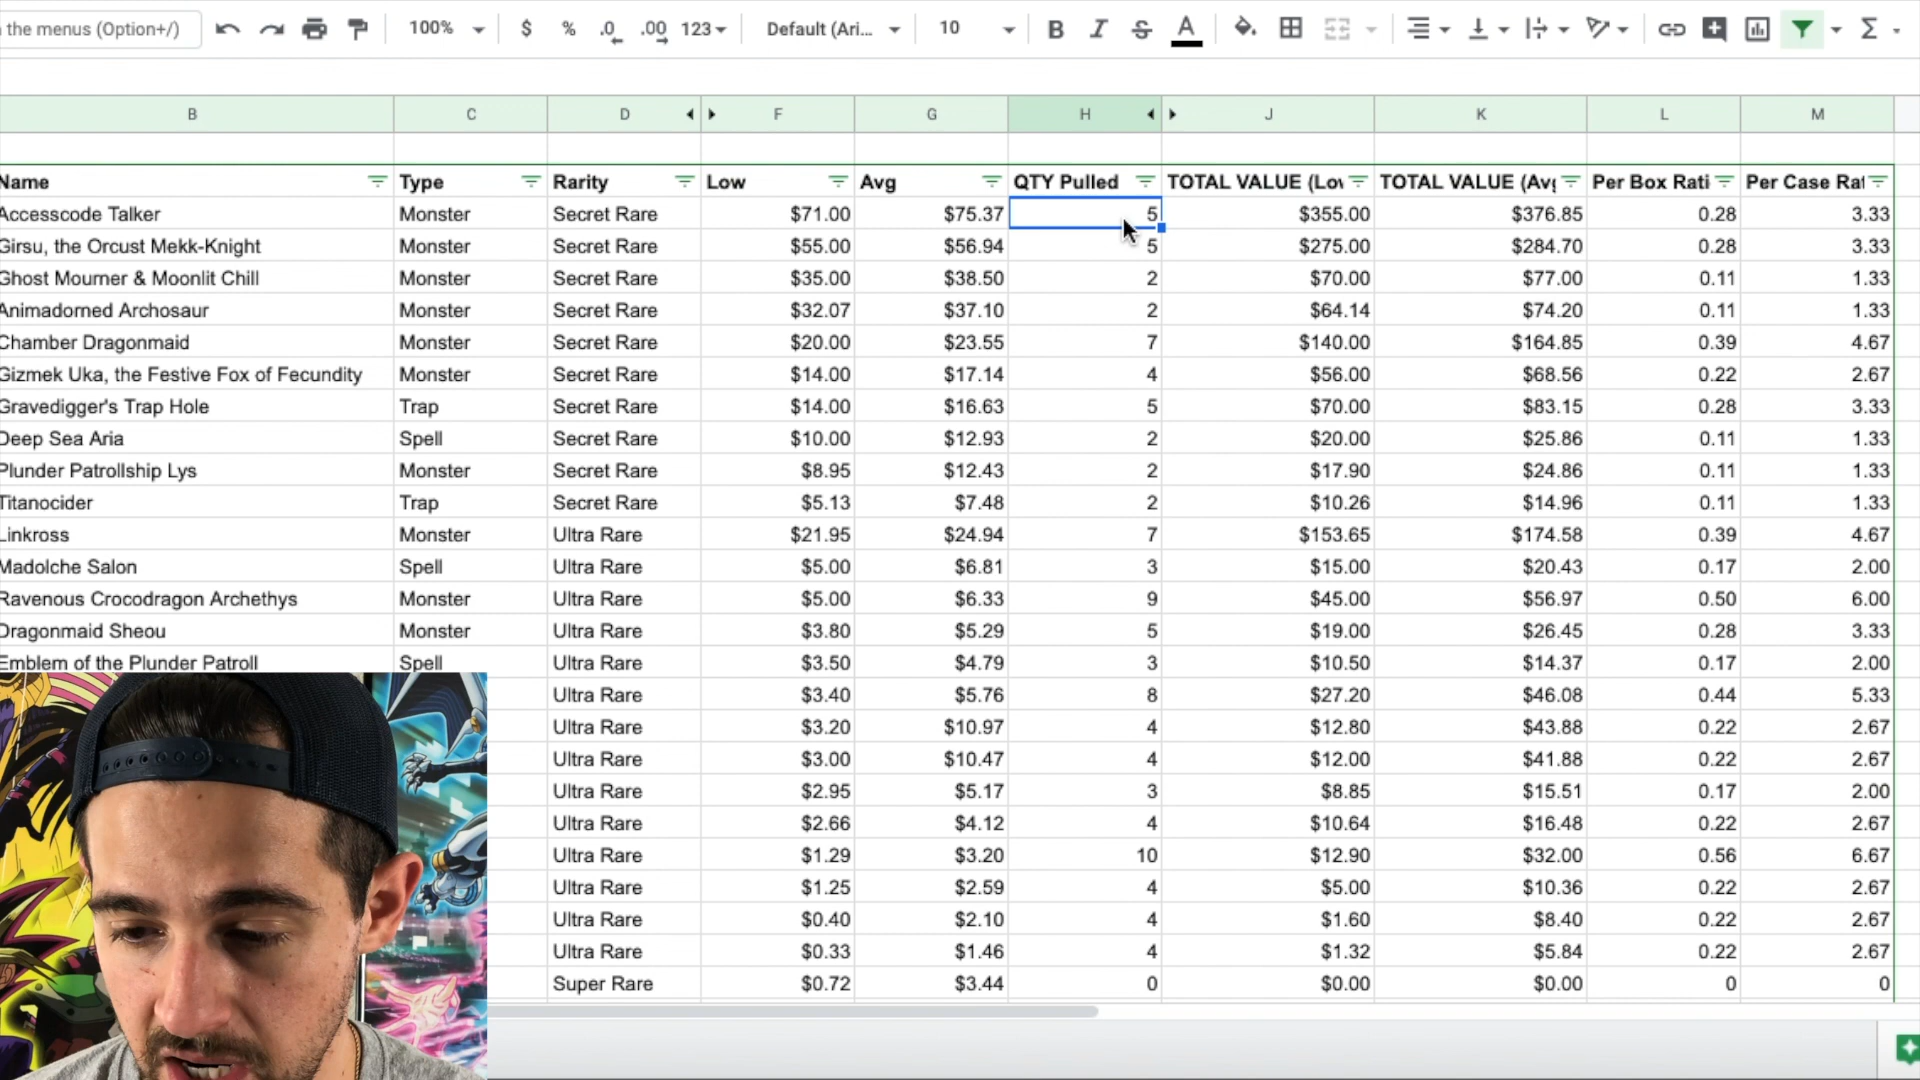 the menus (Option+/) 100% $ % .0 .00 123 Default (Ari... 10 B I S A Σ
B C D F G H J K L M
Name Type Rarity Low Avg QTY Pulled TOTAL VALUE (Lov TOTAL VALUE (Avg Per Box Rati Per Case Rat
Accesscode Talker Monster Secret Rare $71.00 $75.37 5 $355.00 $376.85 0.28 3.33
Girsu, the Orcust Mekk-Knight Monster Secret Rare $55.00 $56.94 5 $275.00 $284.70 0.28 3.33
Ghost Mourner & Moonlit Chill Monster Secret Rare $35.00 $38.50 2 $70.00 $77.00 0.11 1.33
Animadorned Archosaur Monster Secret Rare $32.07 $37.10 2 $64.14 $74.20 0.11 1.33
Chamber Dragonmaid Monster Secret Rare $20.00 $23.55 7 $140.00 $164.85 0.39 4.67
Gizmek Uka, the Festive Fox of Fecundity Monster Secret Rare $14.00 $17.14 4 $56.00 $68.56 0.22 2.67
Gravedigger's Trap Hole Trap Secret Rare $14.00 $16.63 5 $70.00 $83.15 0.28 3.33
Deep Sea Aria Spell Secret Rare $10.00 $12.93 2 $20.00 $25.86 0.11 1.33
Plunder Patrollship Lys Monster Secret Rare $8.95 $12.43 2 $17.90 $24.86 0.11 1.33
Titanocider Trap Secret Rare $5.13 $7.48 2 $10.26 $14.96 0.11 1.33
Linkross Monster Ultra Rare $21.95 $24.94 7 $153.65 $174.58 0.39 4.67
Madolche Salon Spell Ultra Rare $5.00 $6.81 3 $15.00 $20.43 0.17 2.00
Ravenous Crocodragon Archethys Monster Ultra Rare $5.00 $6.33 9 $45.00 $56.97 0.50 6.00
Dragonmaid Sheou Monster Ultra Rare $3.80 $5.29 5 $19.00 $26.45 0.28 3.33
Emblem of the Plunder Patroll Spell Ultra Rare $3.50 $4.79 3 $10.50 $14.37 0.17 2.00
Ultra Rare $3.40 $5.76 8 $27.20 $46.08 0.44 5.33
Ultra Rare $3.20 $10.97 4 $12.80 $43.88 0.22 2.67
Ultra Rare $3.00 $10.47 4 $12.00 $41.88 0.22 2.67
Ultra Rare $2.95 $5.17 3 $8.85 $15.51 0.17 2.00
Ultra Rare $2.66 $4.12 4 $10.64 $16.48 0.22 2.67
Ultra Rare $1.29 $3.20 10 $12.90 $32.00 0.56 6.67
Ultra Rare $1.25 $2.59 4 $5.00 $10.36 0.22 2.67
Ultra Rare $0.40 $2.10 4 $1.60 $8.40 0.22 2.67
Ultra Rare $0.33 $1.46 4 $1.32 $5.84 0.22 2.67
Super Rare $0.72 $3.44 0 $0.00 $0.00 0 0